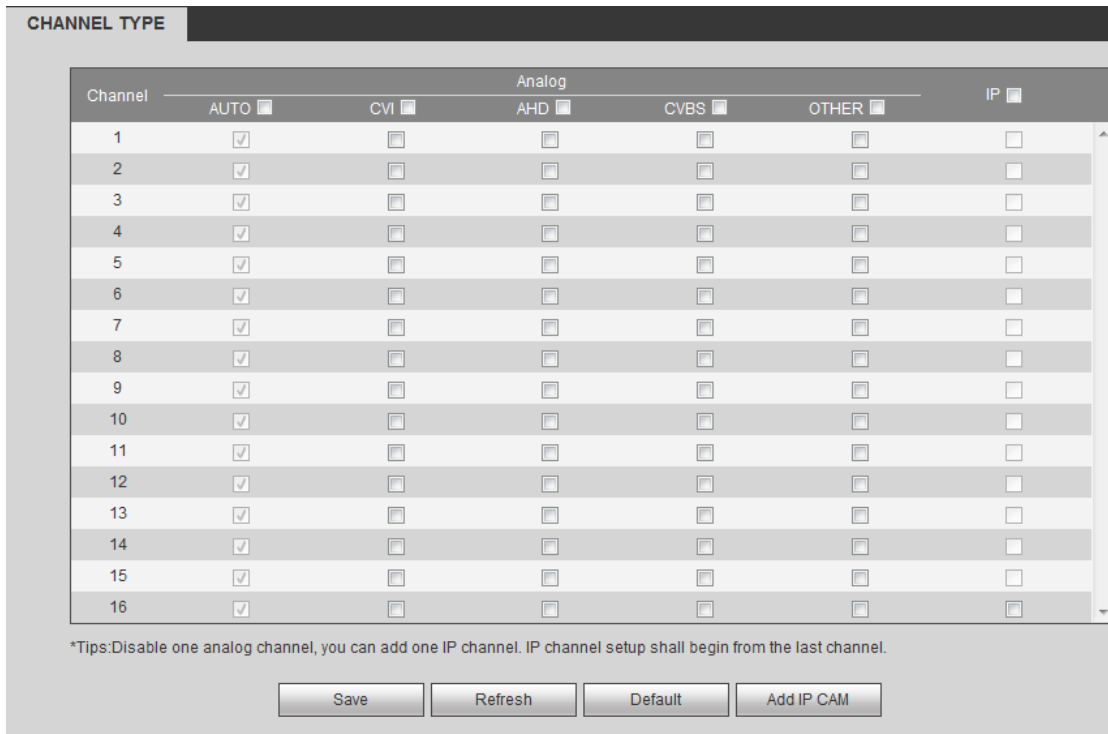 CHANNEL TYPE
Channel
Analog
AUTO CVI AHD CVBS OTHER
IP
1
2
3
4
5
6
7
8
9
10
11
12
13
14
15
16
*Tips:Disable one analog channel, you can add one IP channel. IP channel setup shall begin from the last channel.
Save Refresh Default Add IP CAM